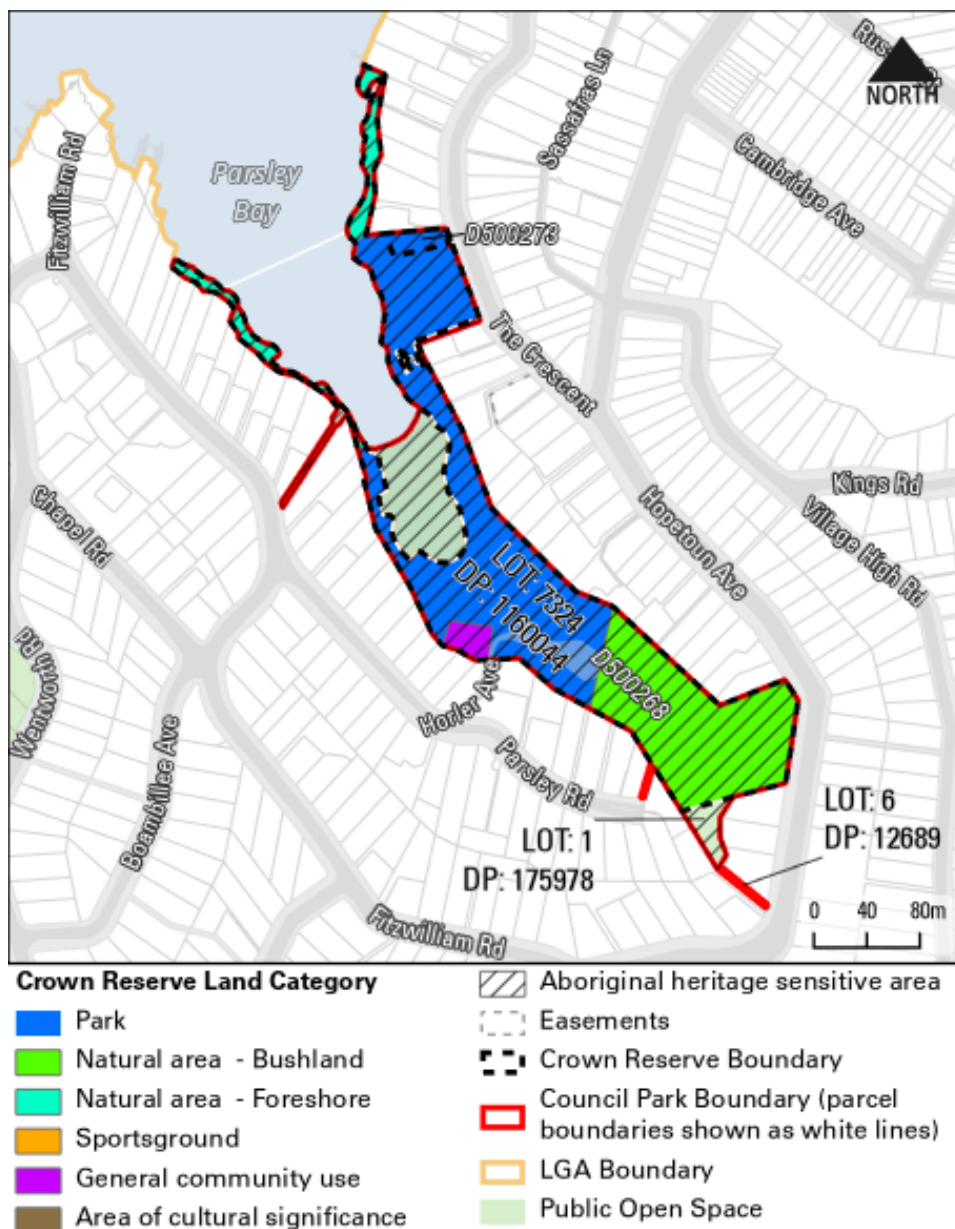 Russell
NORTH
Sassafras Ln
Cambridge Ave
Fitzwilliam Rd
Parsley
Bay
D500273
The Crescent
Kings Rd
Village High Rd
Hopetoun Ave
Chapel Rd
LOT: 7324
DP: 1160044
D500268
Horler Ave
Wentworth Rd
Boambillee Ave
Parsley Rd
LOT: 1
DP: 175978
LOT: 6
DP: 12689
Fitzwilliam Rd
0 40 80m
Crown Reserve Land Category
Park
Natural area - Bushland
Natural area - Foreshore
Sportsground
General community use
Area of cultural significance
Aboriginal heritage sensitive area
Easements
Crown Reserve Boundary
Council Park Boundary (parcel
boundaries shown as white lines)
LGA Boundary
Public Open Space